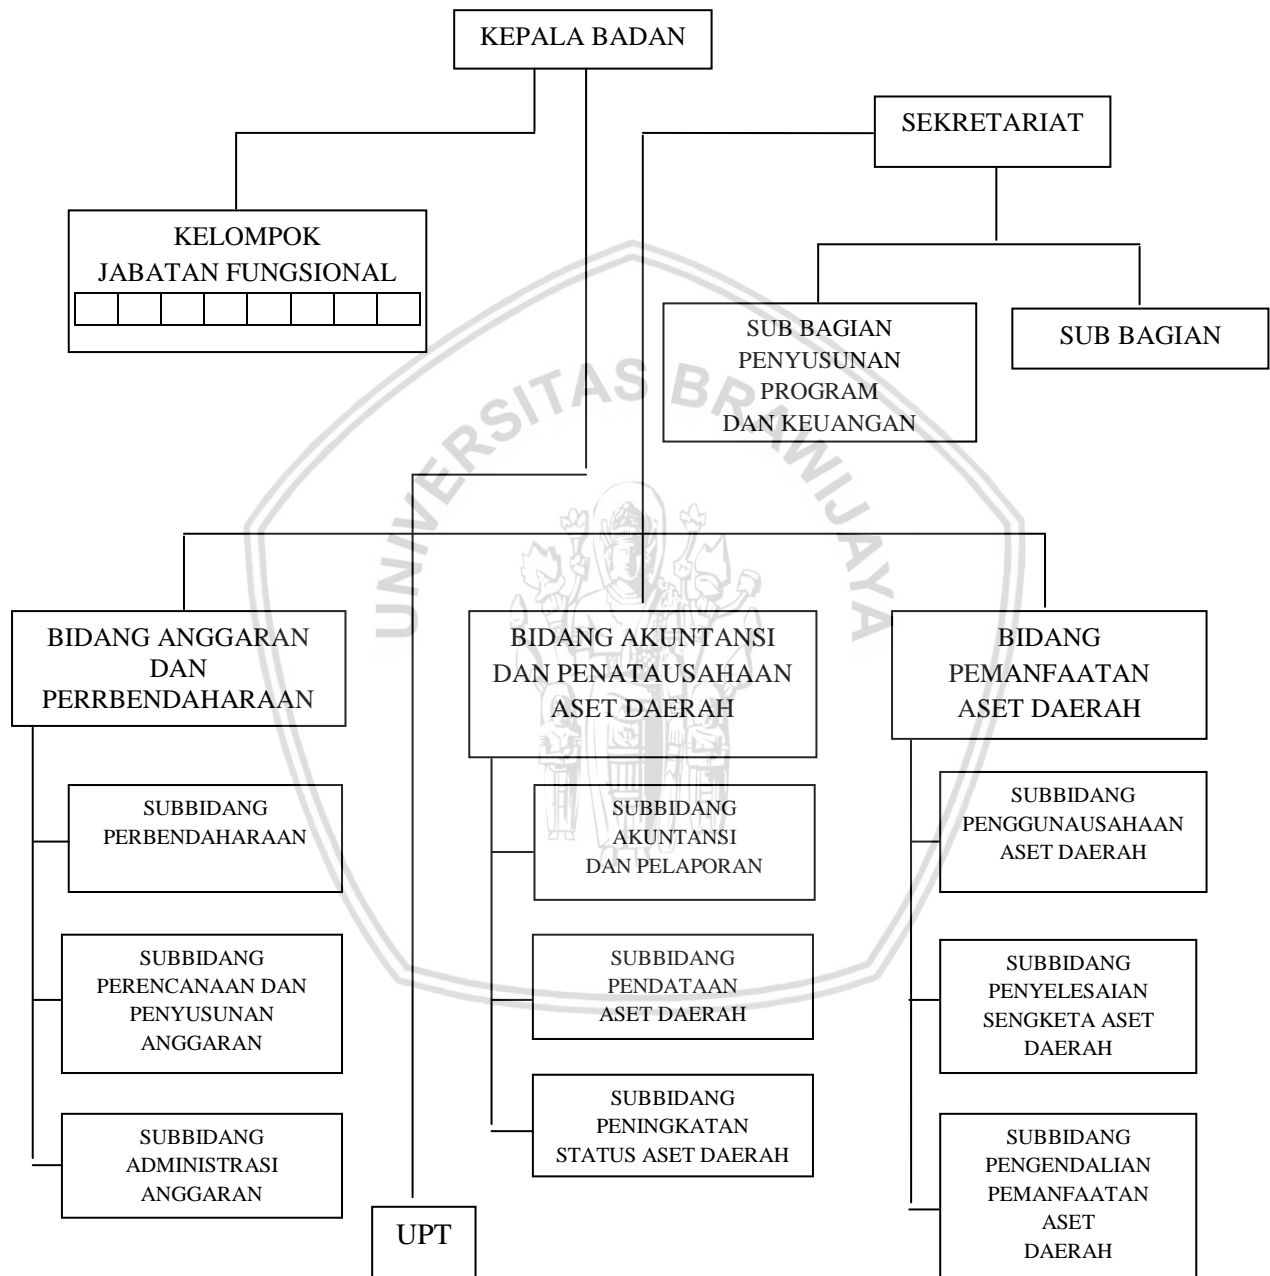 KEPALA BADAN
SEKRETARIAT
KELOMPOK
JABATAN FUNGSIONAL
SUB BAGIAN
PENYUSUNAN
PROGRAM
DAN KEUANGAN
SUB BAGIAN
UNIVERSITAS BRAWIJAYA
BIDANG ANGGARAN
DAN
PERRBENDAHARAAN
BIDANG AKUNTANSI
DAN PENATAUSAHAAN
ASET DAERAH
BIDANG
PEMANFAATAN
ASET DAERAH
SUBBIDANG
PERBENDAHARAAN
SUBBIDANG
AKUNTANSI
DAN PELAPORAN
SUBBIDANG
PENGGUNAUSAHAAN
ASET DAERAH
SUBBIDANG
PERENCANAAN DAN
PENYUSUNAN
ANGGARAN
SUBBIDANG
PENDATAAN
ASET DAERAH
SUBBIDANG
PENYELESAIAN
SENGKETA ASET
DAERAH
SUBBIDANG
ADMINISTRASI
ANGGARAN
SUBBIDANG
PENINGKATAN
STATUS ASET DAERAH
SUBBIDANG
PENGENDALIAN
PEMANFAATAN
ASET
DAERAH
UPT